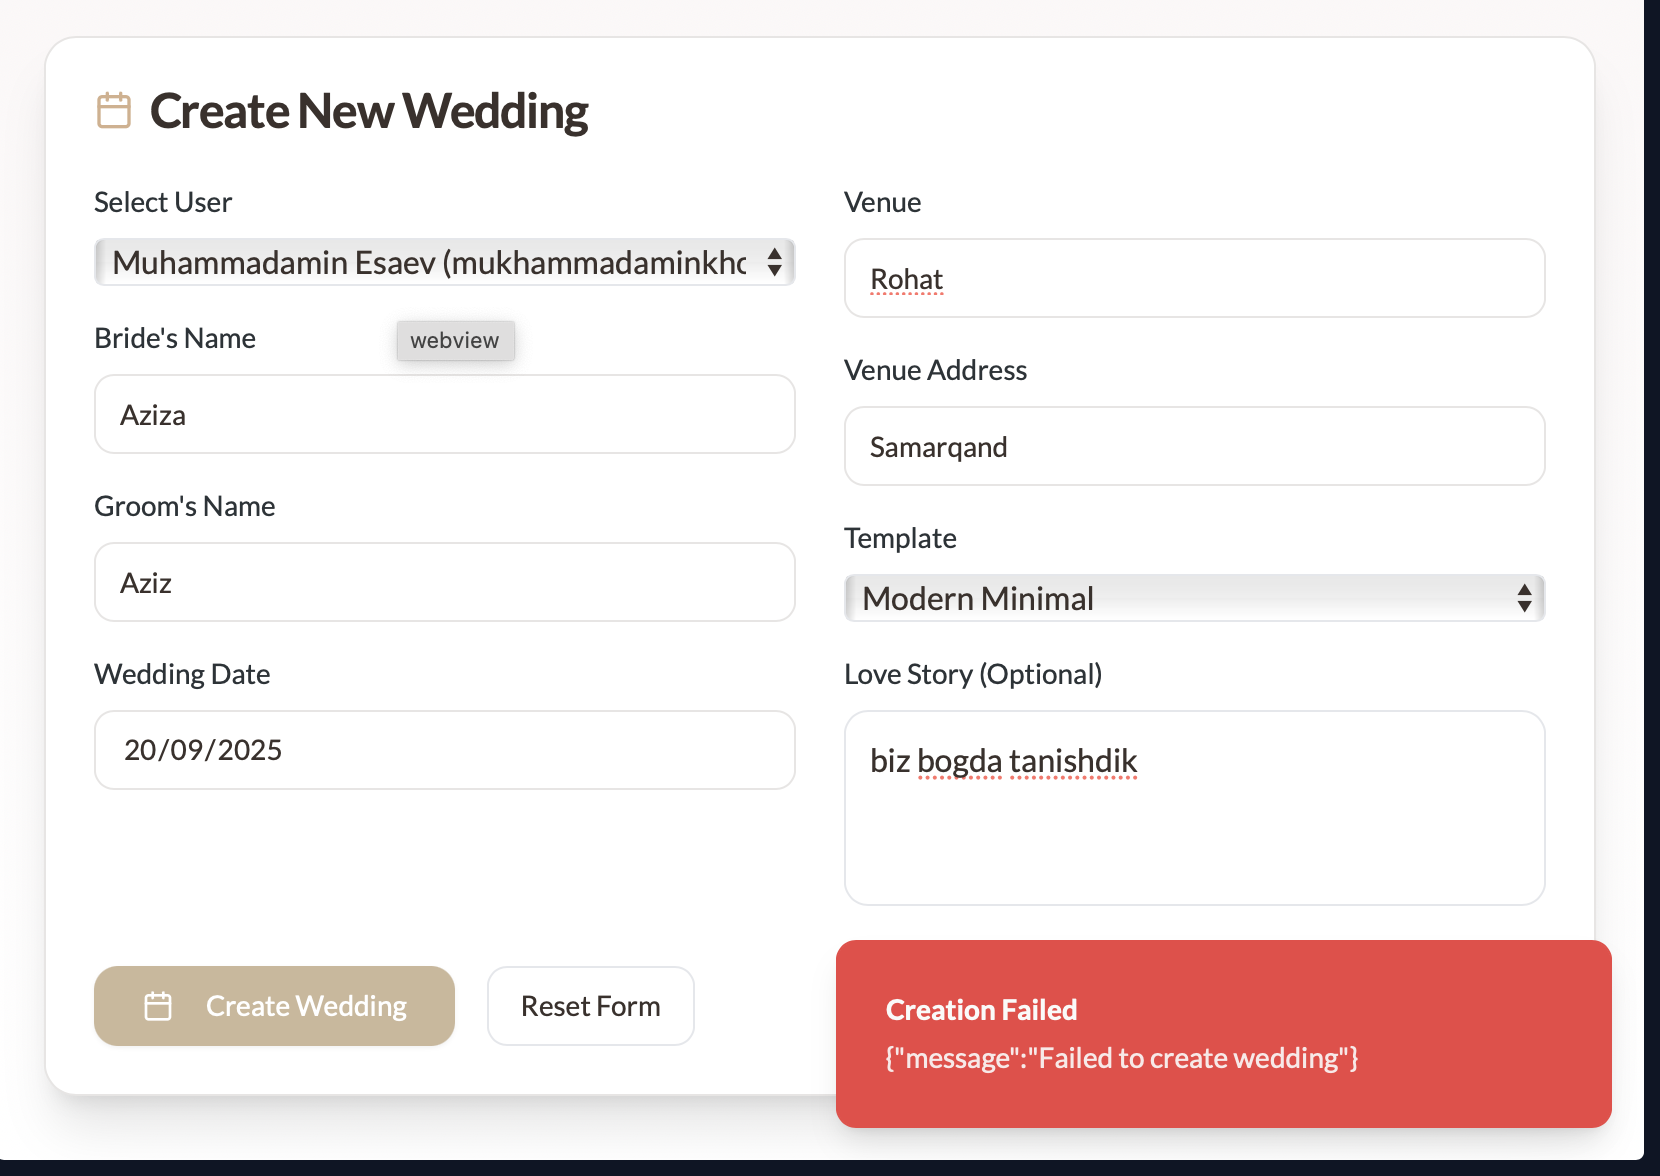 Create New Wedding
Select User
Muhammadamin Esaev (mukhammadaminkho
Bride's Name
webview
Aziza
Groom's Name
Aziz
Wedding Date
20/09/2025
Venue
Rohat
Venue Address
Samarqand
Template
Modern Minimal
Love Story (Optional)
biz bogda tanishdik
Create Wedding
Reset Form
Creation Failed
{"message":"Failed to create wedding"}